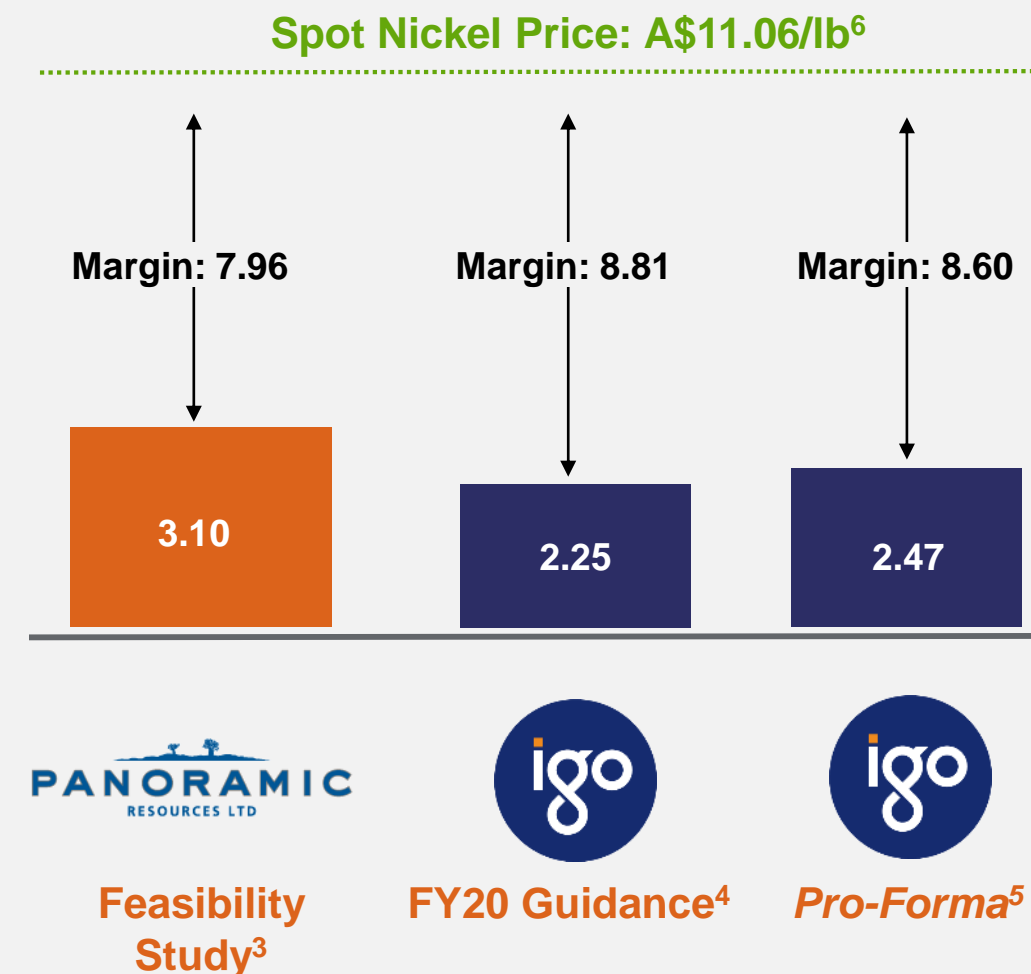 Spot Nickel Price: A$11.06/lb⁶
Margin: 7.96
Margin: 8.81
Margin: 8.60
3.10
2.25
2.47
PANORAMIC
RESOURCES LTD
igo
igo
Feasibility
Study³
FY20 Guidance⁴
Pro-Forma⁵